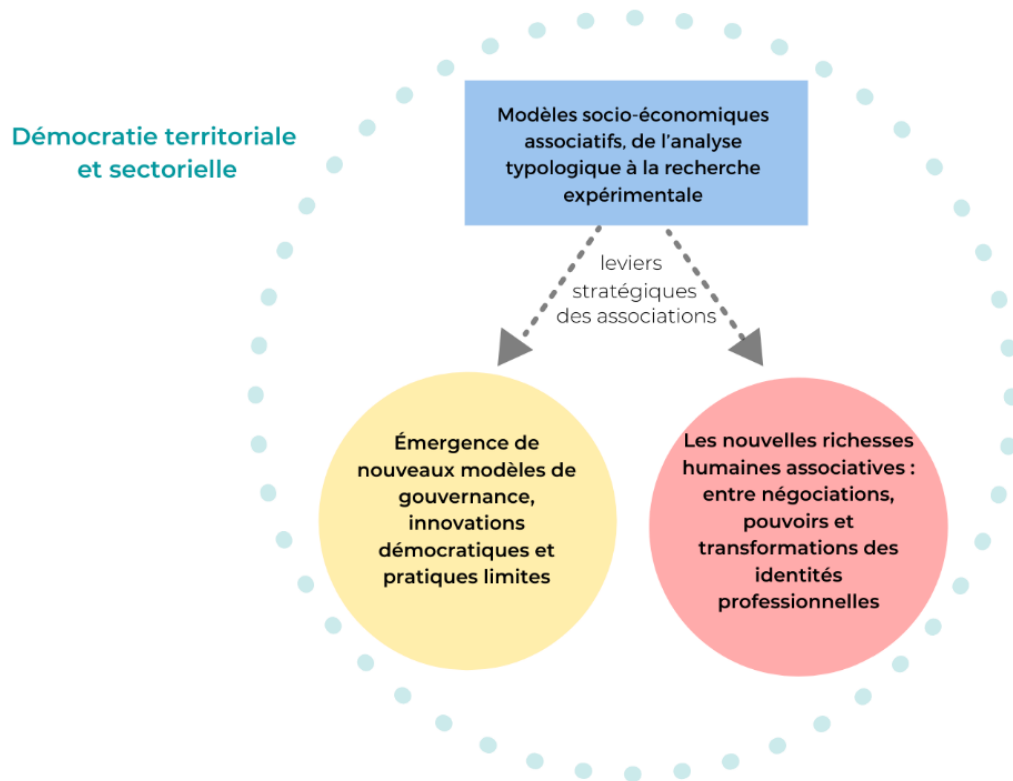 Démocratie territoriale
et sectorielle
Modèles socio-économiques
associatifs, de l'analyse
typologique à la recherche
expérimentale
leviers
stratégiques
des associations
Émergence de
nouveaux modèles de
gouvernance,
innovations
démocratiques et
pratiques limites
Les nouvelles richesses
humaines associatives :
entre négociations,
pouvoirs et
transformations des
identités
professionnelles